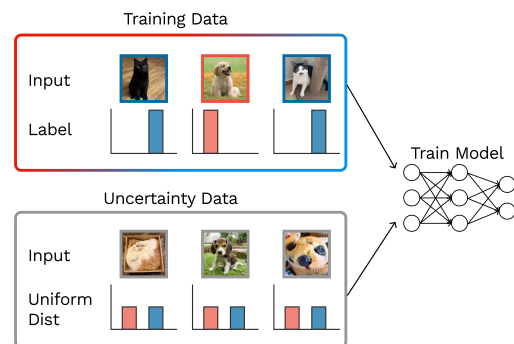 Training Data
Input
Label
Train Model
Uncertainty Data
Input
Uniform
Dist